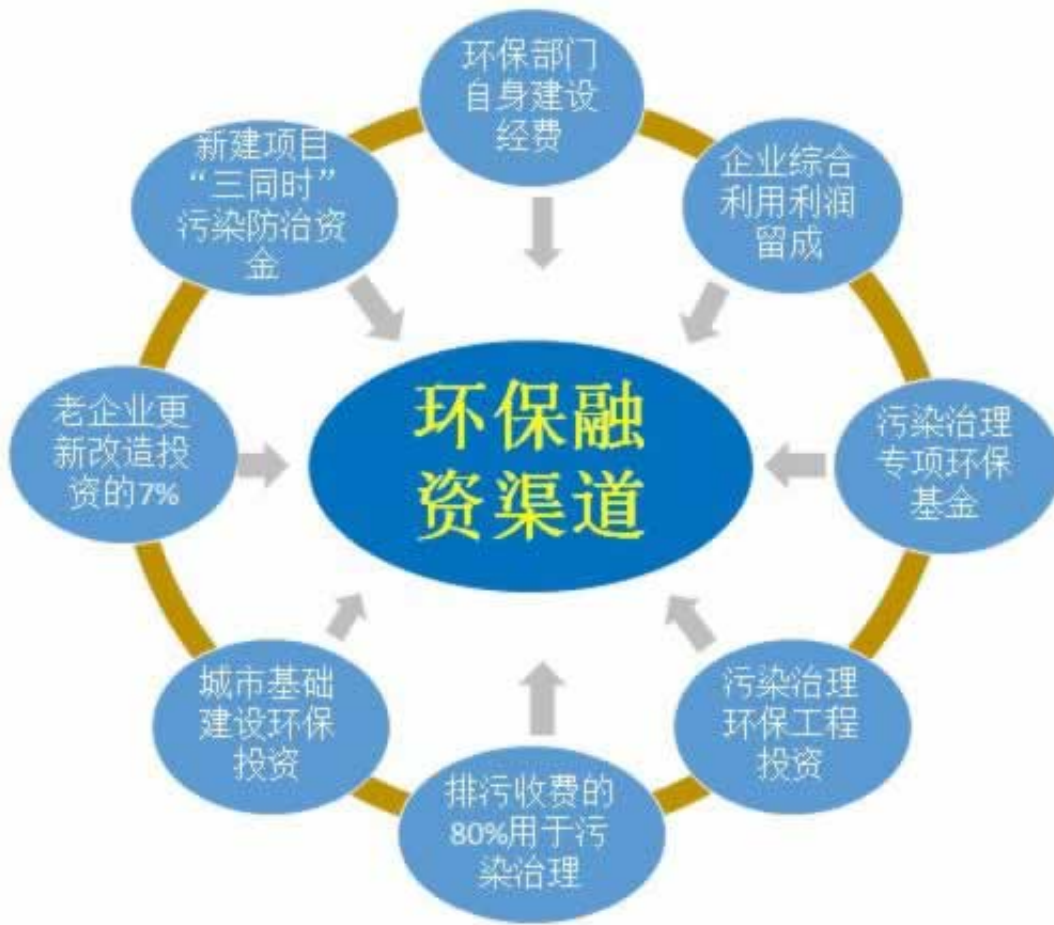 环保部门
自身建设
经费
企业综合
利用利润
留成
污染治理
专项环保
基金
污染治理
环保工程
投资
排污收费的
80%用于污
染治理
城市基础
建设环保
投资
老企业更
新改造投
资的7%
新建项目
“三同时”
污染防治资
金
环保融
资渠道